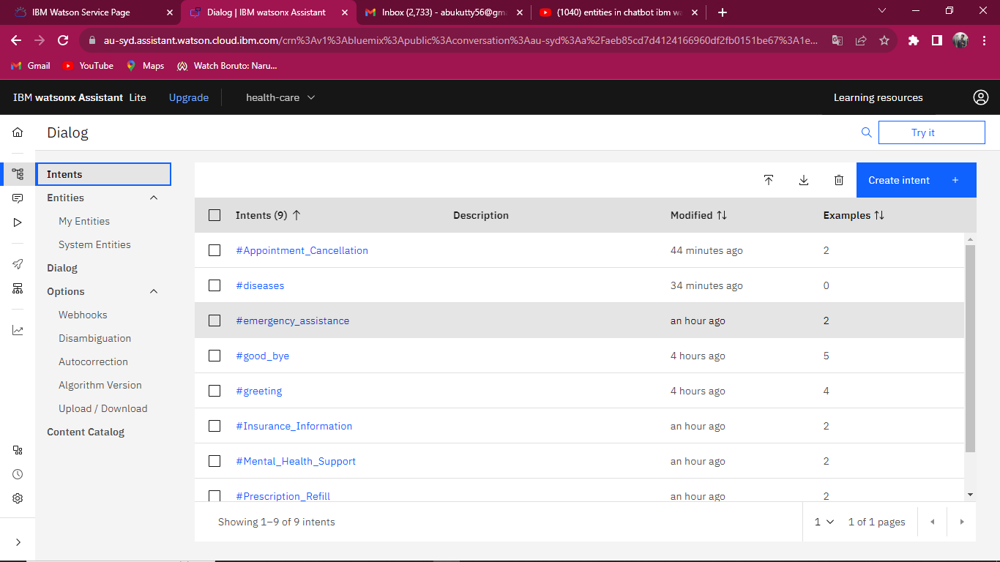 IBM Watson Service Page
Dialog | IBM watsonx Assistant
Inbox (2,733) - abukutty56@gm
(1040) entities in chatbot ibm wa
au-syd.assistant.watson.cloud.ibm.com/crn%3Av1%3Abluemix%3Apublic%3Aconversation%3Aau-syd%3Aa%2Faeb85cd7d4124166960df2fb0151be67%3A1e...
Gmail
YouTube
Maps
Watch Boruto: Naru...
IBM watsonx Assistant Lite
Upgrade
health-care
Learning resources
Dialog
Try it
Intents
Entities
My Entities
System Entities
Dialog
Options
Webhooks
Disambiguation
Autocorrection
Algorithm Version
Upload / Download
Content Catalog
Create intent +
Intents (9) Description Modified Examples
#Appointment_Cancellation 44 minutes ago 2
#diseases 34 minutes ago 0
#emergency_assistance an hour ago 2
#good_bye 4 hours ago 5
#greeting 4 hours ago 4
#Insurance_Information an hour ago 2
#Mental_Health_Support an hour ago 2
#Prescription_Refill an hour ago 2
Showing 1–9 of 9 intents
1
1 of 1 pages